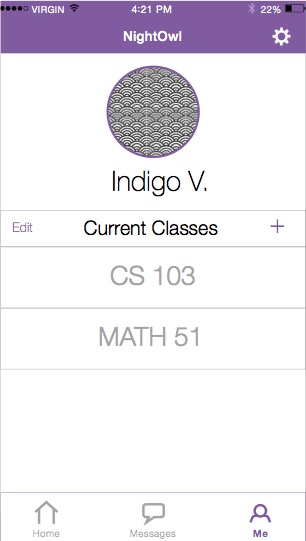 VIRGIN 4:21 PM 22%
NightOwl
Indigo V.
Edit Current Classes +
CS 103
MATH 51
Home Messages Me